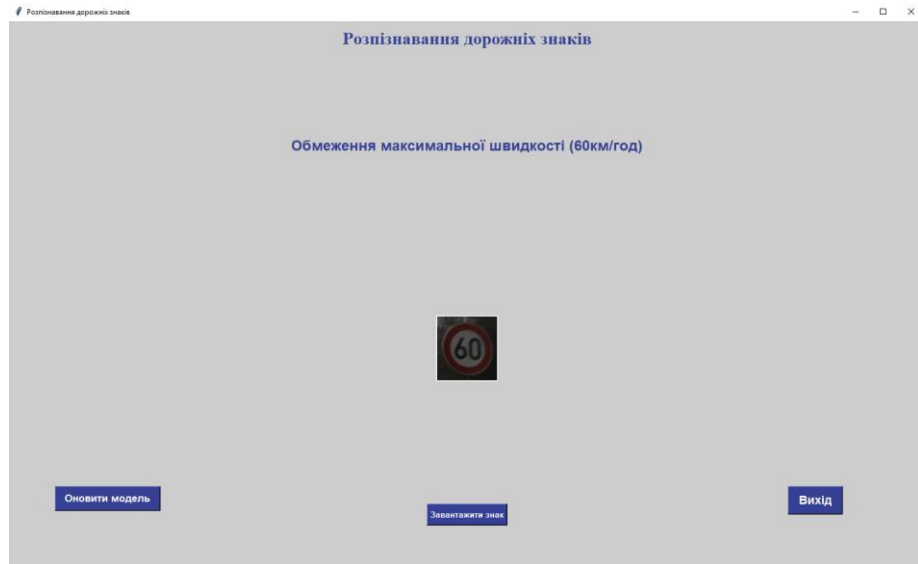 Розпізнавання дорожніх знаків
Розпізнавання дорожніх знаків
Обмеження максимальної швидкості (60км/год)
60
Оновити модель
Завантажити знак
Вихід